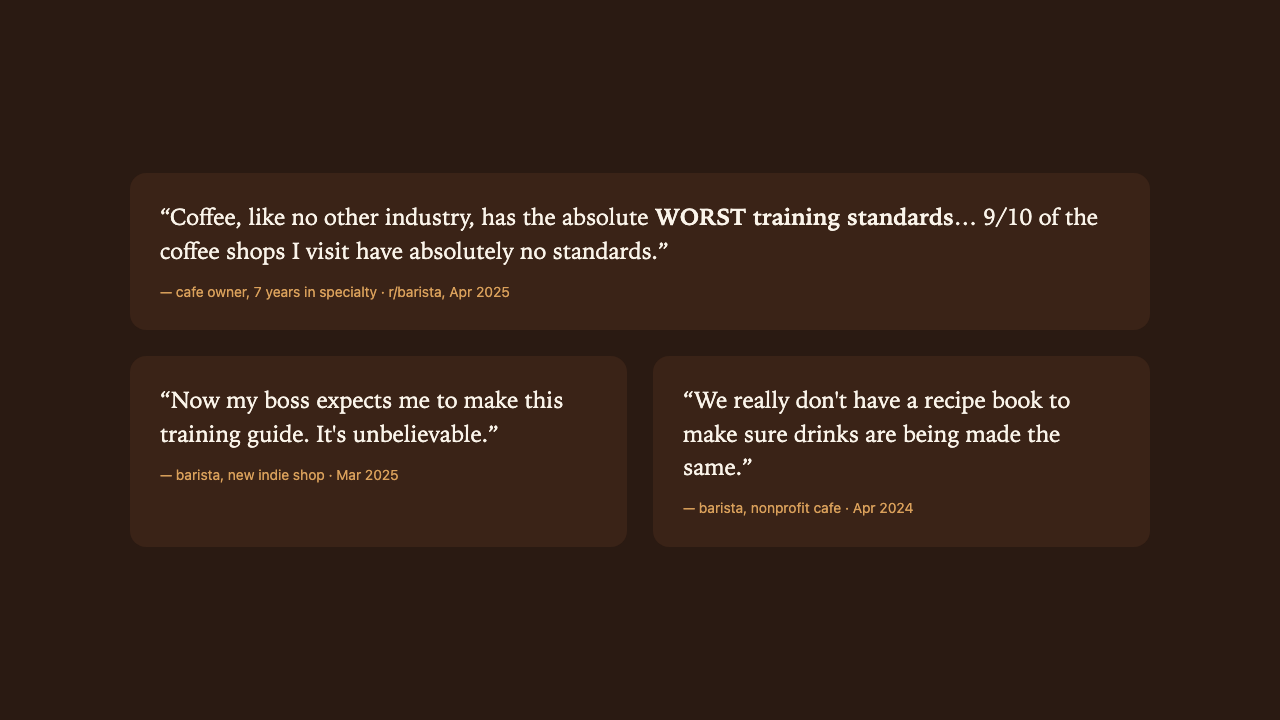 “Coffee, like no other industry, has the absolute WORST training standards… 9/10 of the
coffee shops I visit have absolutely no standards.”
— cafe owner, 7 years in specialty · r/barista, Apr 2025
“Now my boss expects me to make this
training guide. It's unbelievable.”
— barista, new indie shop · Mar 2025
“We really don't have a recipe book to
make sure drinks are being made the
same.”
— barista, nonprofit cafe · Apr 2024